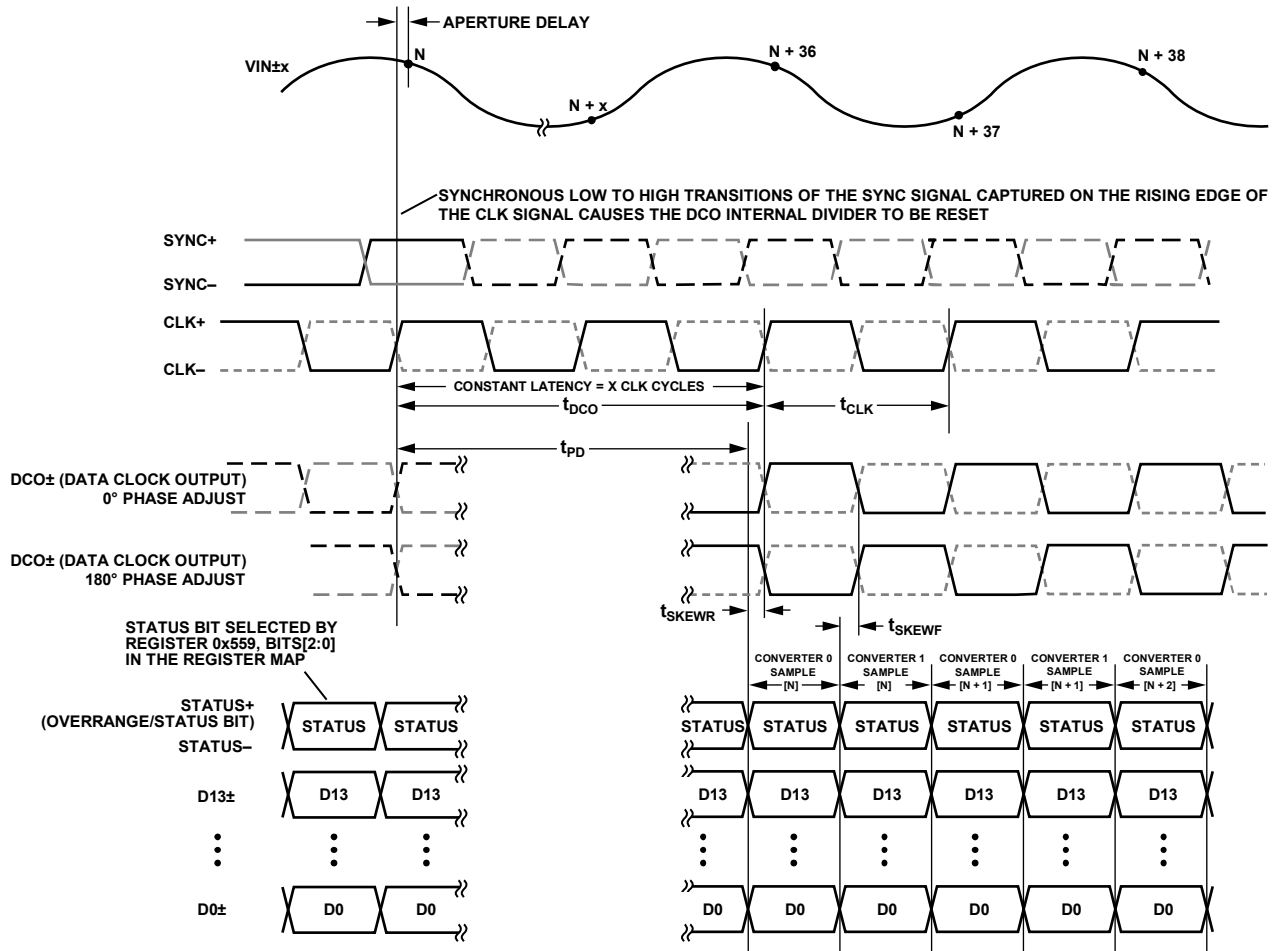 APERTURE DELAY
VIN±x
N
N + x
N + 36
N + 37
N + 38
SYNCHRONOUS LOW TO HIGH TRANSITIONS OF THE SYNC SIGNAL CAPTURED ON THE RISING EDGE OF
THE CLK SIGNAL CAUSES THE DCO INTERNAL DIVIDER TO BE RESET
SYNC+
SYNC–
CLK+
CLK–
CONSTANT LATENCY = X CLK CYCLES
tDCO
tCLK
tPD
DCO± (DATA CLOCK OUTPUT)
0° PHASE ADJUST
DCO± (DATA CLOCK OUTPUT)
180° PHASE ADJUST
tSKEWR
tSKEWF
STATUS BIT SELECTED BY
REGISTER 0x559, BITS[2:0]
IN THE REGISTER MAP
CONVERTER 0
SAMPLE
[N]
CONVERTER 1
SAMPLE
[N]
CONVERTER 0
SAMPLE
[N + 1]
CONVERTER 1
SAMPLE
[N + 1]
CONVERTER 0
SAMPLE
[N + 2]
STATUS+
(OVERRANGE/STATUS BIT)
STATUS–
STATUS STATUS STATUS STATUS STATUS STATUS STATUS STATUS
D13± D13 D13 D13 D13 D13 D13 D13 D13
D0± D0 D0 D0 D0 D0 D0 D0 D0